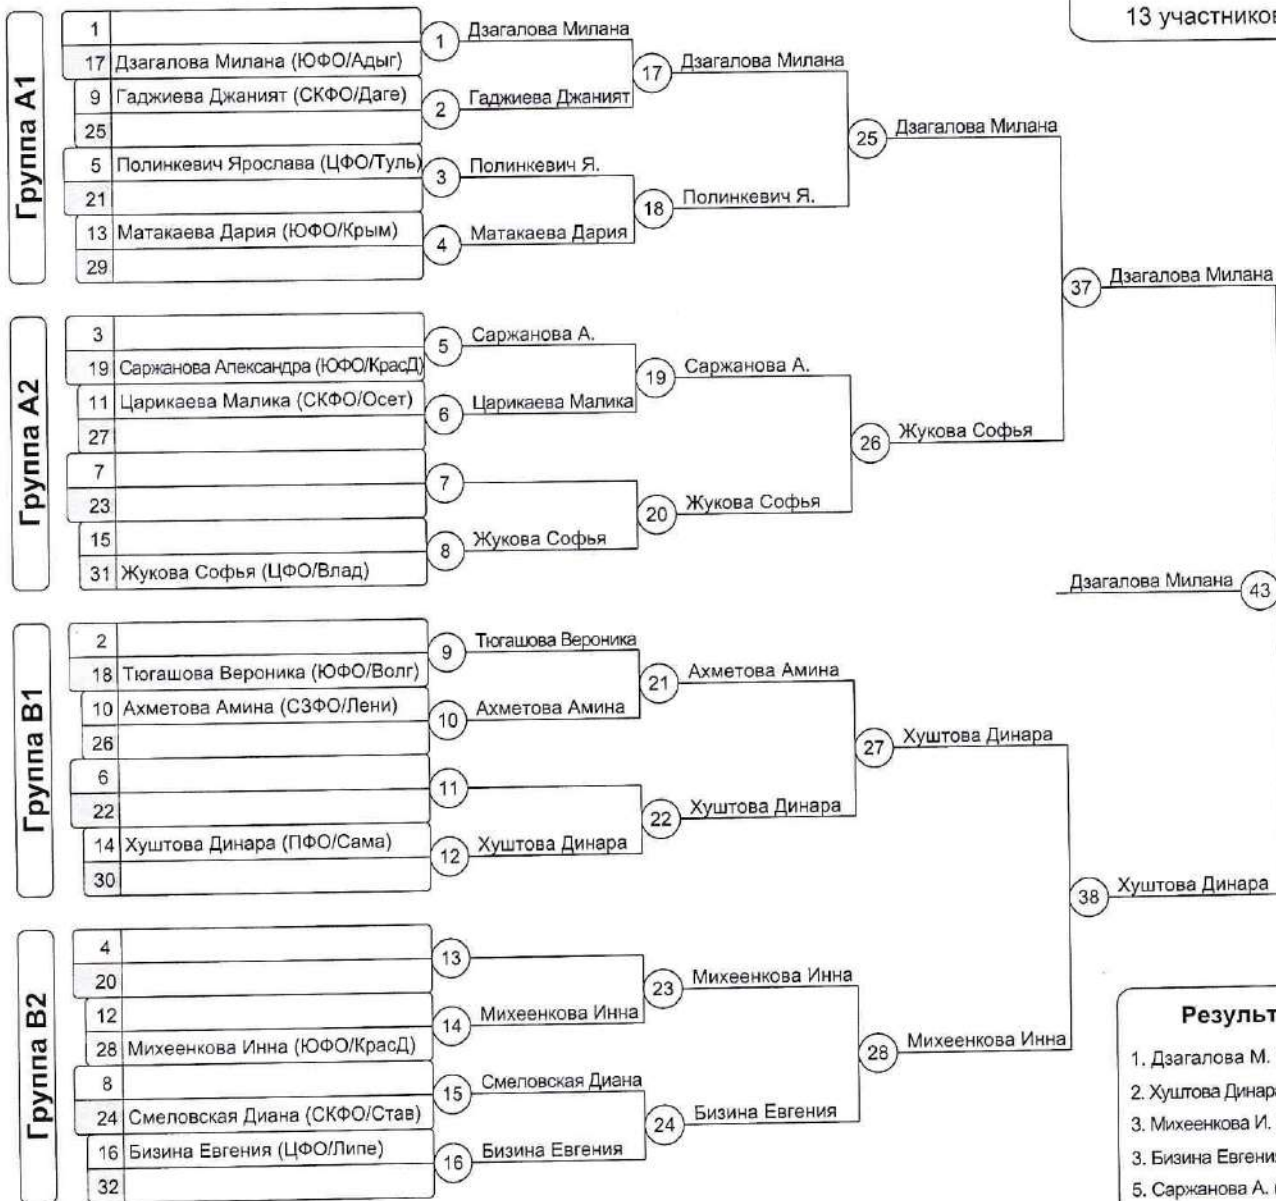 13 участников
Группа A1
1
17 Дзагалова Милана (ЮФО/Адыг)
9 Гаджиева Джаният (СКФО/Даге)
25
5 Полинкевич Ярослава (ЦФО/Туль)
21
13 Матакаева Дария (ЮФО/Крым)
29
1 Дзагалова Милана
2 Гаджиева Джаният
3 Полинкевич Я.
4 Матакаева Дария
17 Дзагалова Милана
18 Полинкевич Я.
25 Дзагалова Милана
Группа A2
3
19 Саржанова Александра (ЮФО/КрасД)
11 Царикаева Малика (СКФО/Осет)
27
7
23
15
31 Жукова Софья (ЦФО/Влад)
5 Саржанова А.
6 Царикаева Малика
7
8 Жукова Софья
19 Саржанова А.
20 Жукова Софья
26 Жукова Софья
37 Дзагалова Милана
Дзагалова Милана 43
Группа B1
2
18 Тюгашова Вероника (ЮФО/Волг)
10 Ахметова Амина (СЗФО/Лени)
26
6
22
14 Хуштова Динара (ПФО/Сама)
30
9 Тюгашова Вероника
10 Ахметова Амина
11
12 Хуштова Динара
21 Ахметова Амина
22 Хуштова Динара
27 Хуштова Динара
Группа B2
4
20
12
28 Михеенкова Инна (ЮФО/КрасД)
8
24 Смеловская Диана (СКФО/Став)
16 Бизина Евгения (ЦФО/Липе)
32
13
14 Михеенкова Инна
15 Смеловская Диана
16 Бизина Евгения
23 Михеенкова Инна
24 Бизина Евгения
28 Михеенкова Инна
38 Хуштова Динара
Результ
1. Дзагалова М.
2. Хуштова Динара
3. Михеенкова И.
3. Бизина Евгения
5. Саржанова А.